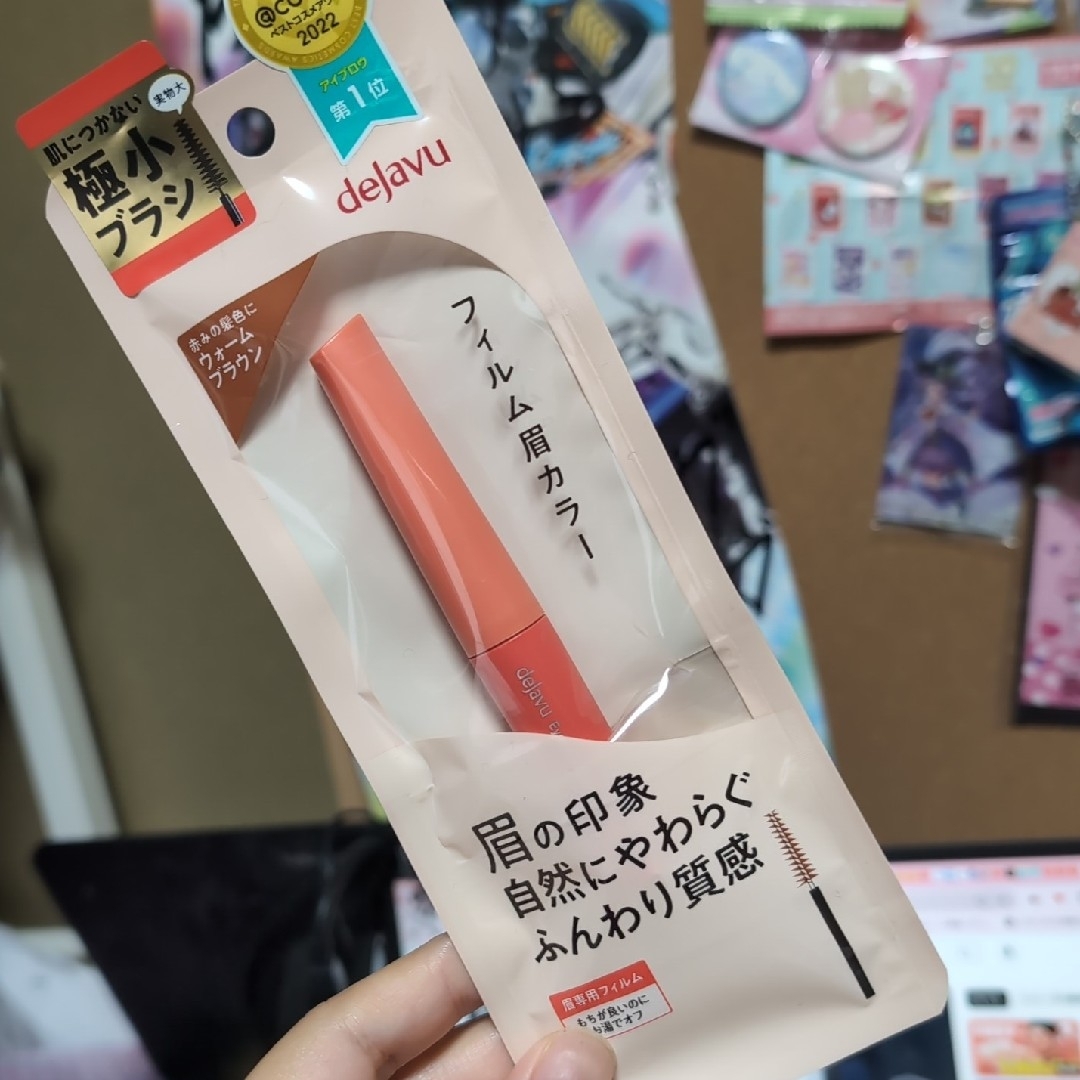 @CO
ベストコスメアワ
2022
アイブロウ
第1位
肌につかない
実物大
極小
ブラシ
dejavu
赤みの髪色に
ウォーム
ブラウン
フィルム眉カラー
dejavu
眉の印象
自然にやわらぐ
ふんわり質感
眉専用フィルム
もちが良いのに
お湯でオフ